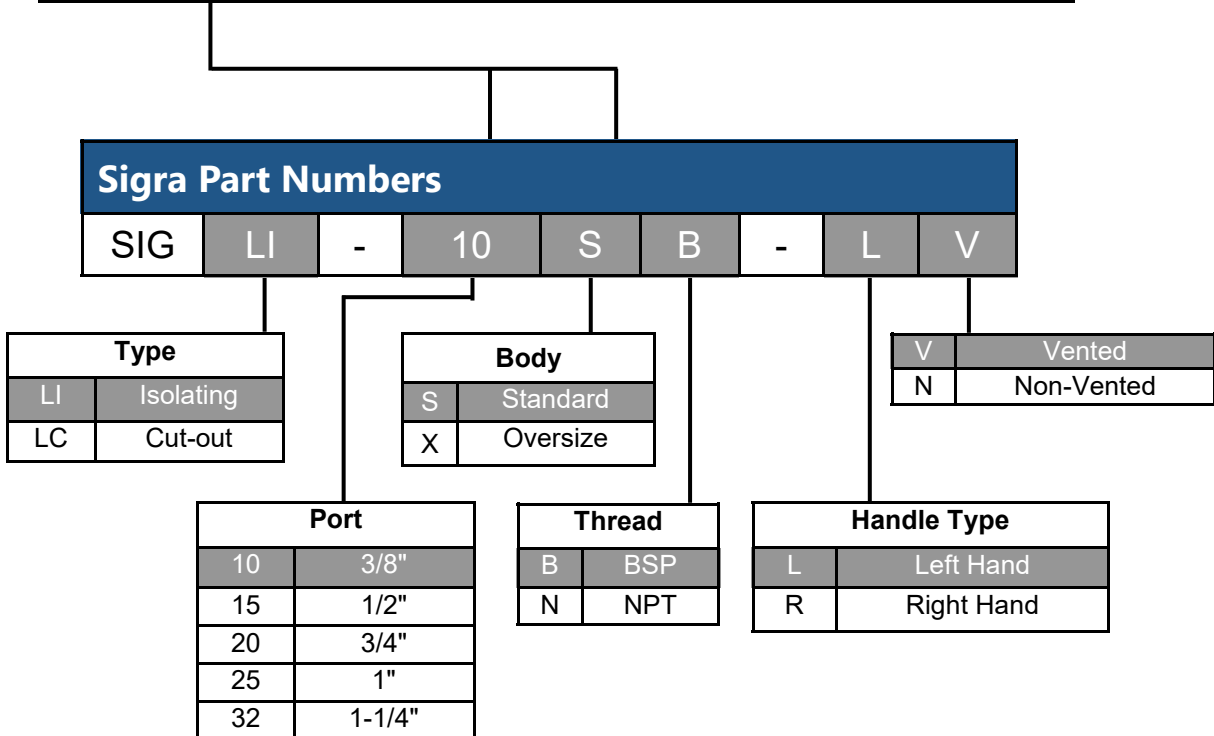 Sigra Part Numbers
SIG LI - 10 S B - L V
Type
LI Isolating
LC Cut-out
Body
S Standard
X Oversize
V Vented
N Non-Vented
Port
10 3/8"
15 1/2"
20 3/4"
25 1"
32 1-1/4"
Thread
B BSP
N NPT
Handle Type
L Left Hand
R Right Hand